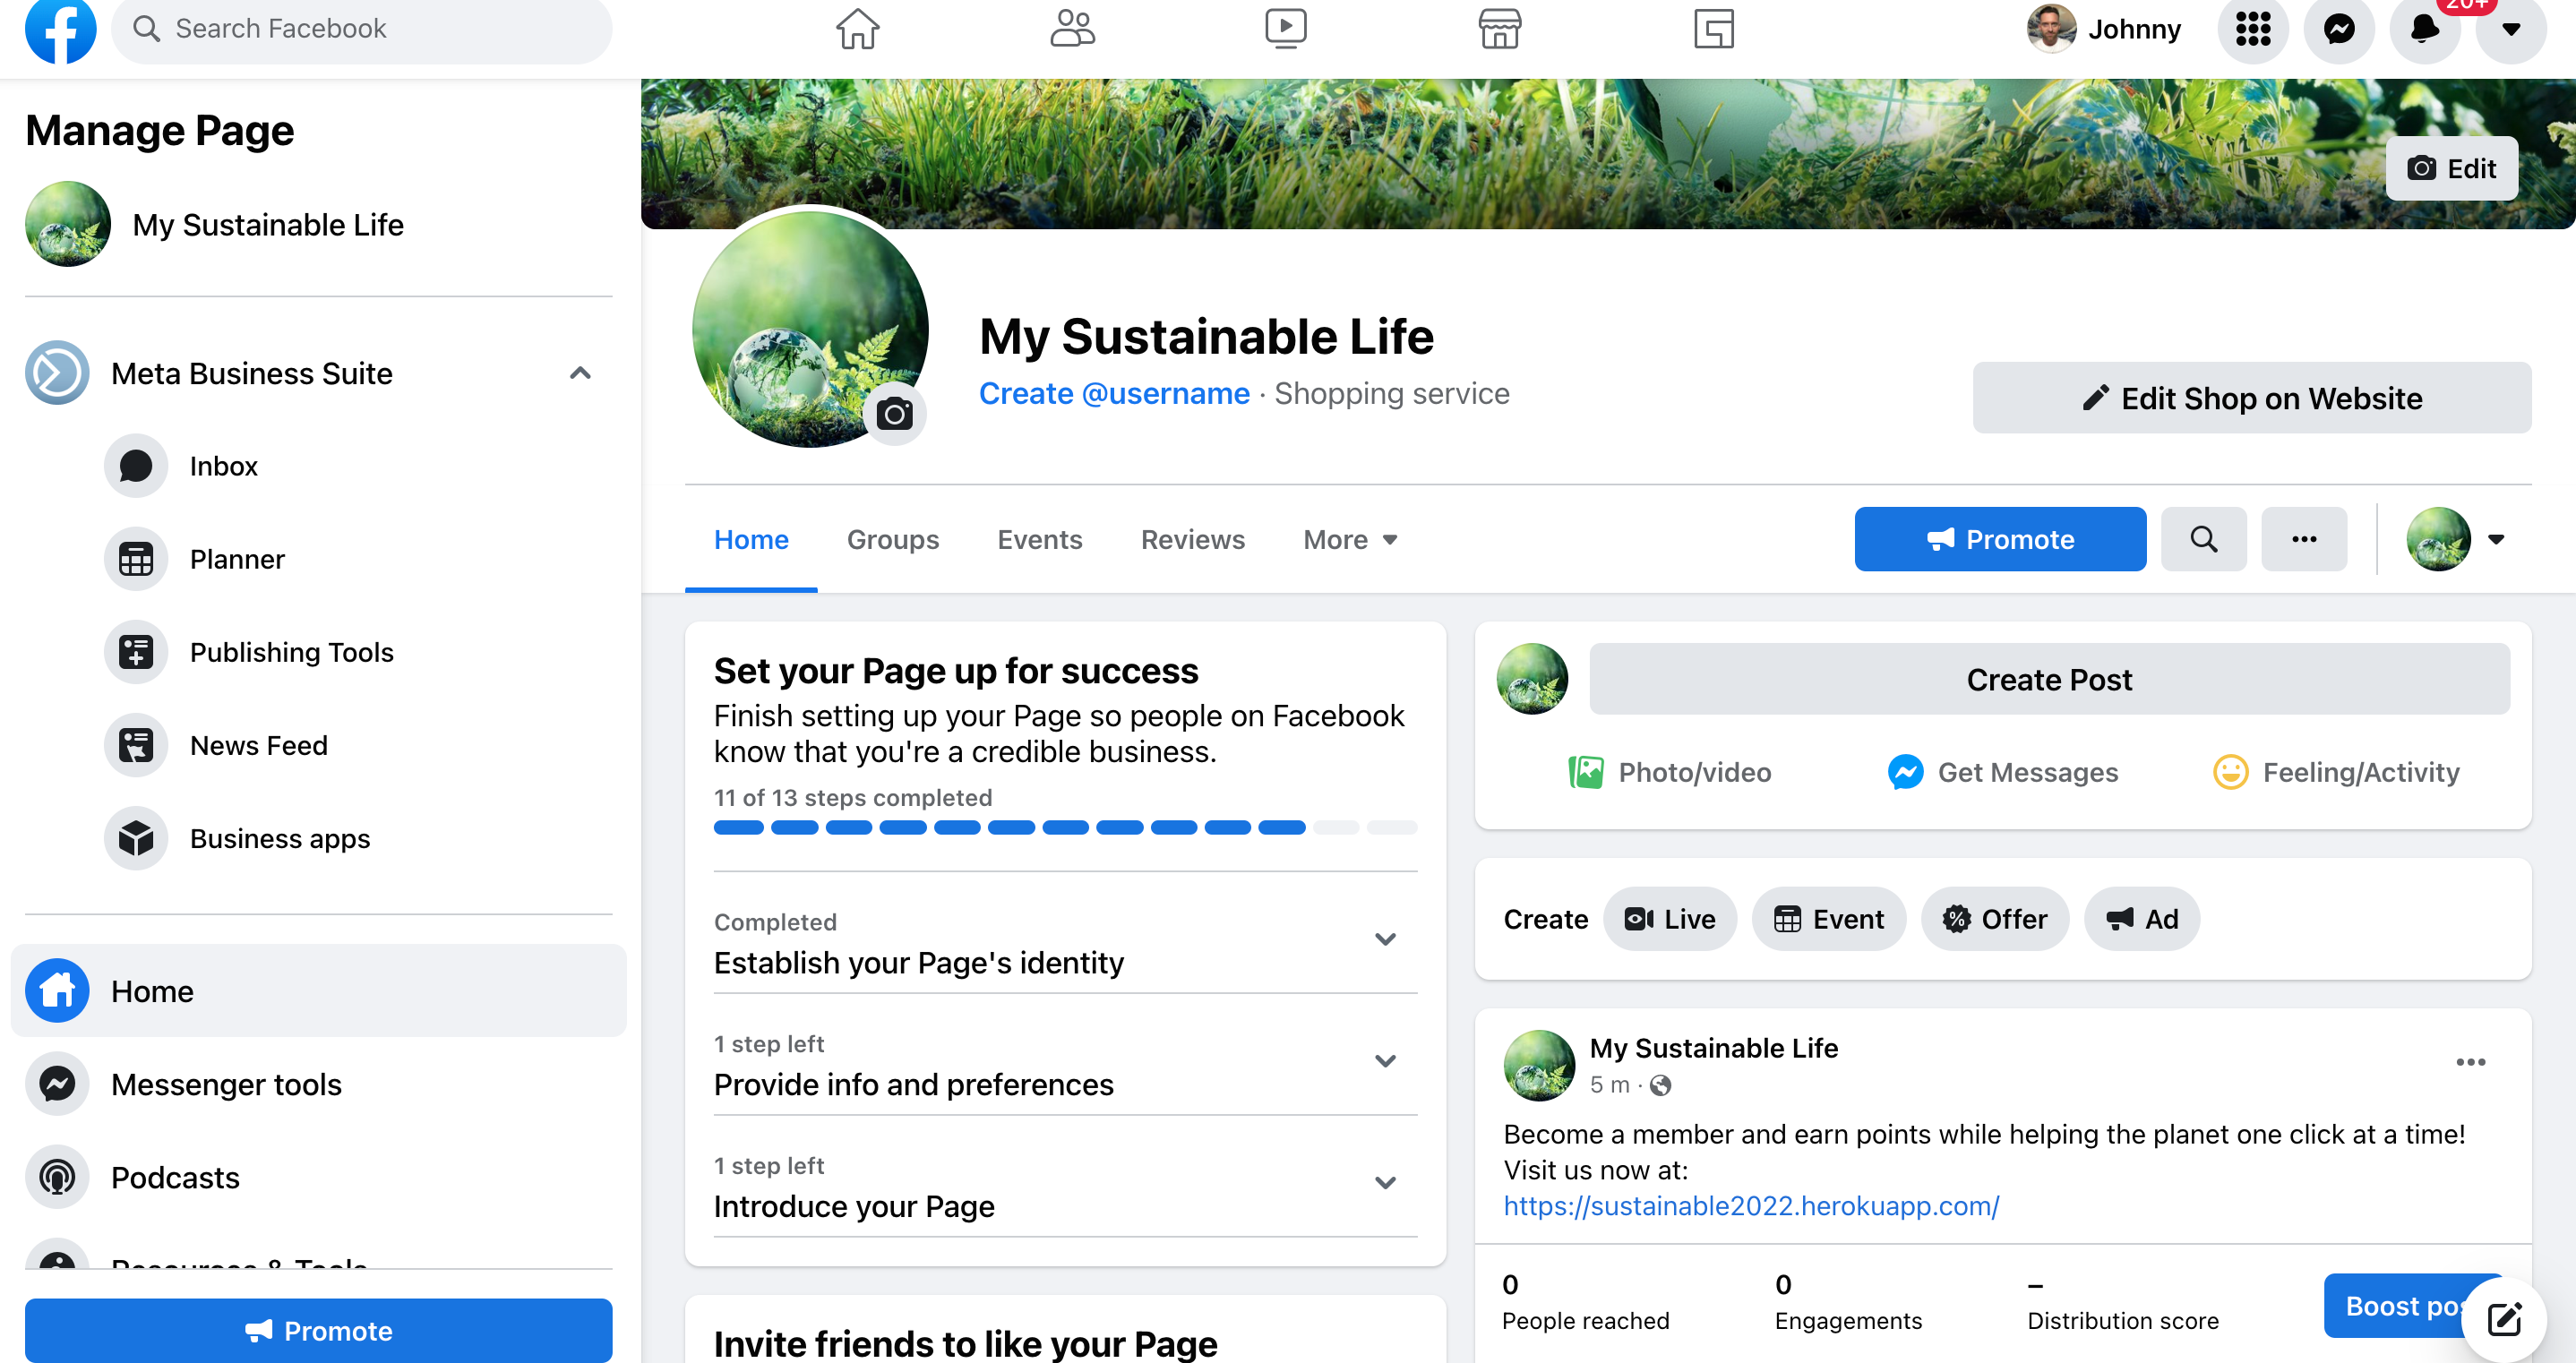 Search Facebook
Johnny
20+
Manage Page
My Sustainable Life
Meta Business Suite
Inbox
Planner
Publishing Tools
News Feed
Business apps
Home
Messenger tools
Podcasts
Resources & Tools
Promote
Edit
My Sustainable Life
Create @username · Shopping service
Edit Shop on Website
Home
Groups
Events
Reviews
More
Promote
Set your Page up for success
Finish setting up your Page so people on Facebook
know that you're a credible business.
11 of 13 steps completed
Completed
Establish your Page's identity
1 step left
Provide info and preferences
1 step left
Introduce your Page
Invite friends to like your Page
Create Post
Photo/video
Get Messages
Feeling/Activity
Create
Live
Event
Offer
Ad
My Sustainable Life
5 m ·
Become a member and earn points while helping the planet one click at a time!
Visit us now at:
https://sustainable2022.herokuapp.com/
0
People reached
0
Engagements
–
Distribution score
Boost pos